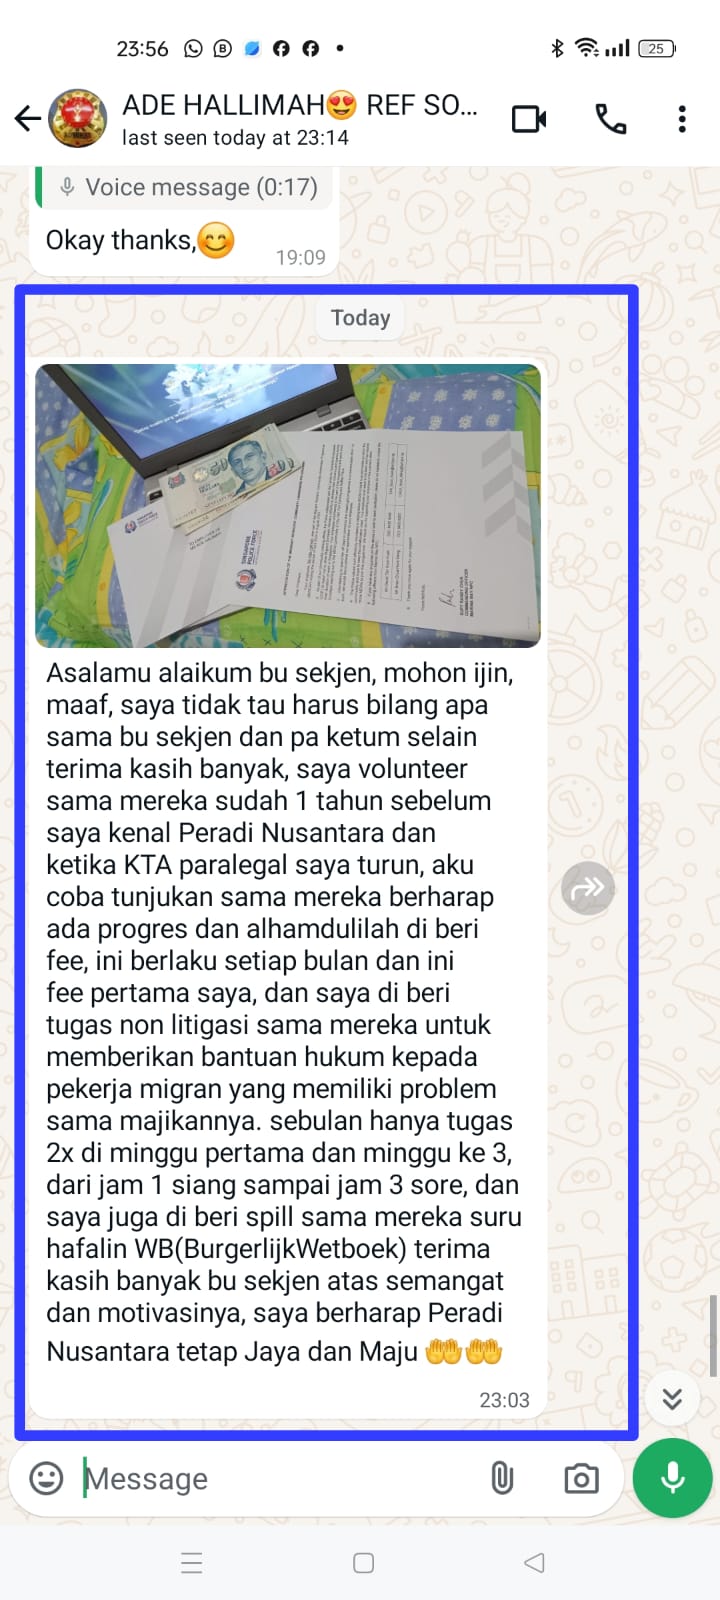 23:56
25
ADE HALLIMAH😍 REF SO...
last seen today at 23:14
Voice message (0:17)
Okay thanks,😊
19:09
Today
SINGAPORE
POLICE FORCE
Asalamu alaikum bu sekjen, mohon ijin,
maaf, saya tidak tau harus bilang apa
sama bu sekjen dan pa ketum selain
terima kasih banyak, saya volunteer
sama mereka sudah 1 tahun sebelum
saya kenal Peradi Nusantara dan
ketika KTA paralegal saya turun, aku
coba tunjukan sama mereka berharap
ada progres dan alhamdulilah di beri
fee, ini berlaku setiap bulan dan ini
fee pertama saya, dan saya di beri
tugas non litigasi sama mereka untuk
memberikan bantuan hukum kepada
pekerja migran yang memiliki problem
sama majikannya. sebulan hanya tugas
2x di minggu pertama dan minggu ke 3,
dari jam 1 siang sampai jam 3 sore, dan
saya juga di beri spill sama mereka suru
hafalin WB(BurgerlijkWetboek) terima
kasih banyak bu sekjen atas semangat
dan motivasinya, saya berharap Peradi
Nusantara tetap Jaya dan Maju 🤲🤲
23:03
Message